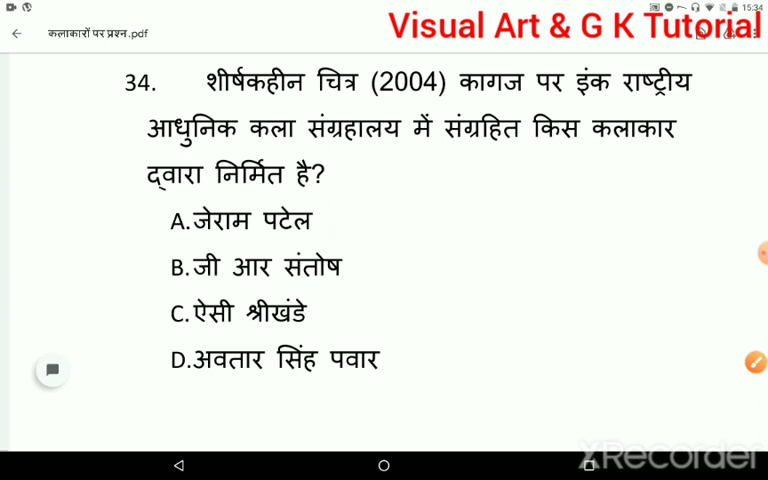 15:34
Visual Art & G K Tutorial
कलाकारों पर प्रश्न.pdf
34. शीर्षकहीन चित्र (2004) कागज पर इंक राष्ट्रीय
आधुनिक कला संग्रहालय में संग्रहित किस कलाकार
द्वारा निर्मित है?
A.जेराम पटेल
B.जी आर संतोष
C.ऐसी श्रीखंडे
D.अवतार सिंह पवार
XRecorder